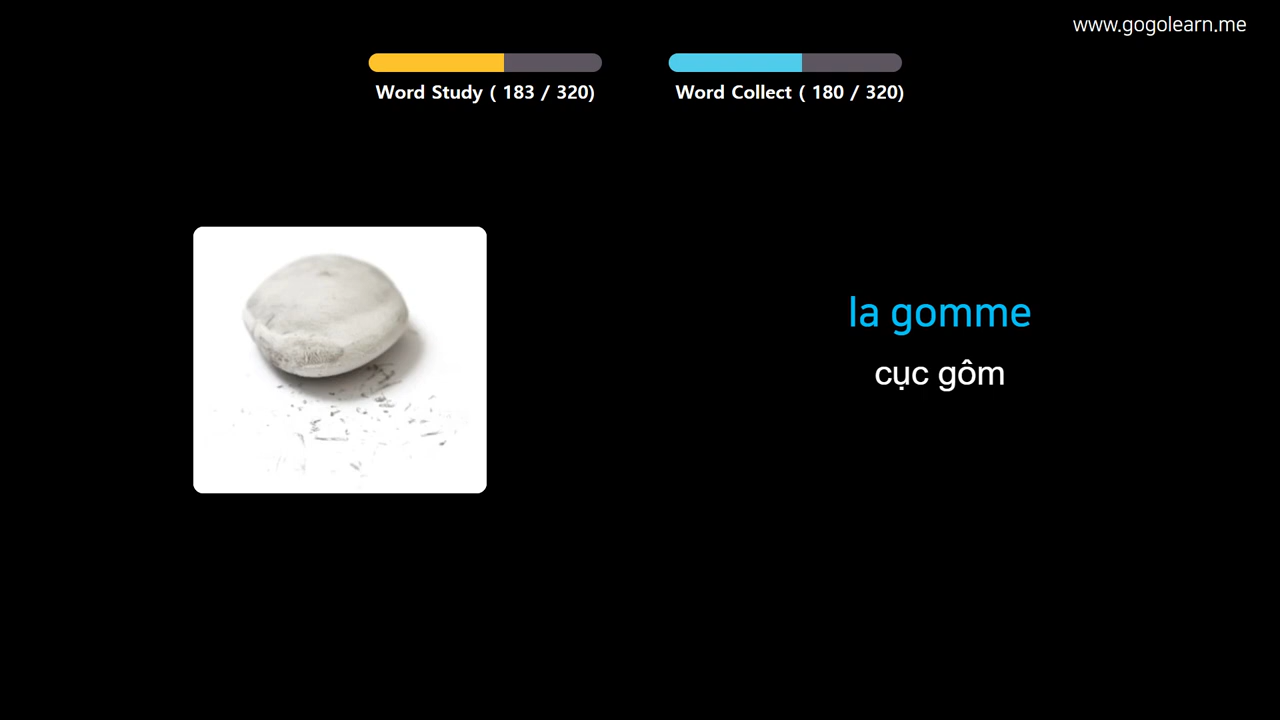 www.gogolearn.me
Word Study ( 183 / 320)
Word Collect ( 180 / 320)
la gomme
cục gôm